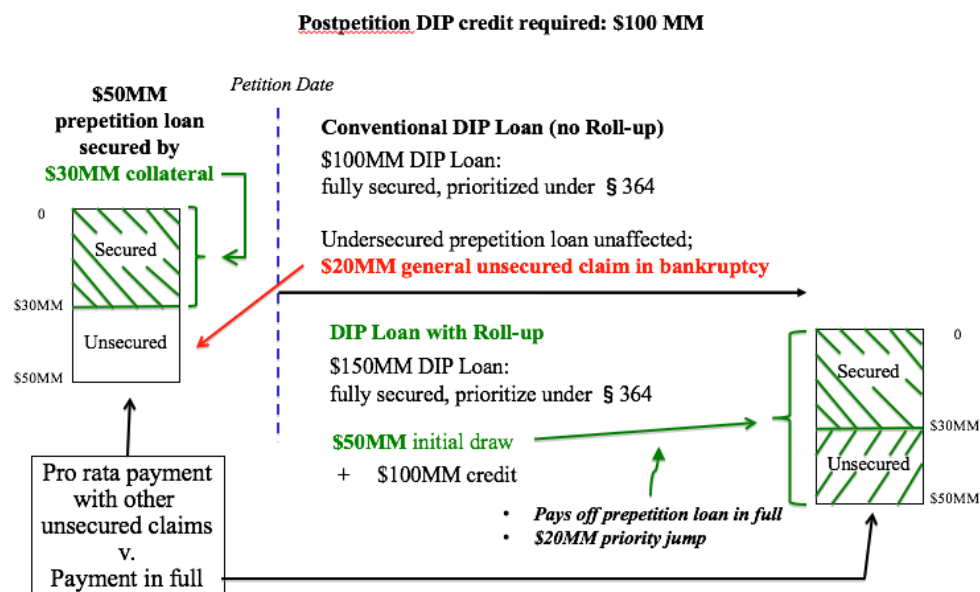 Postpetition DIP credit required: $100 MM
Petition Date
$50MM
prepetition loan
secured by
$30MM collateral
0
Secured
$30MM
Unsecured
$50MM
Conventional DIP Loan (no Roll-up)
$100MM DIP Loan:
fully secured, prioritized under § 364
Undersecured prepetition loan unaffected;
$20MM general unsecured claim in bankruptcy
DIP Loan with Roll-up
$150MM DIP Loan:
fully secured, prioritize under § 364
$50MM initial draw
+ $100MM credit
• Pays off prepetition loan in full
• $20MM priority jump
0
Secured
$30MM
Unsecured
$50MM
Pro rata payment
with other
unsecured claims
v.
Payment in full